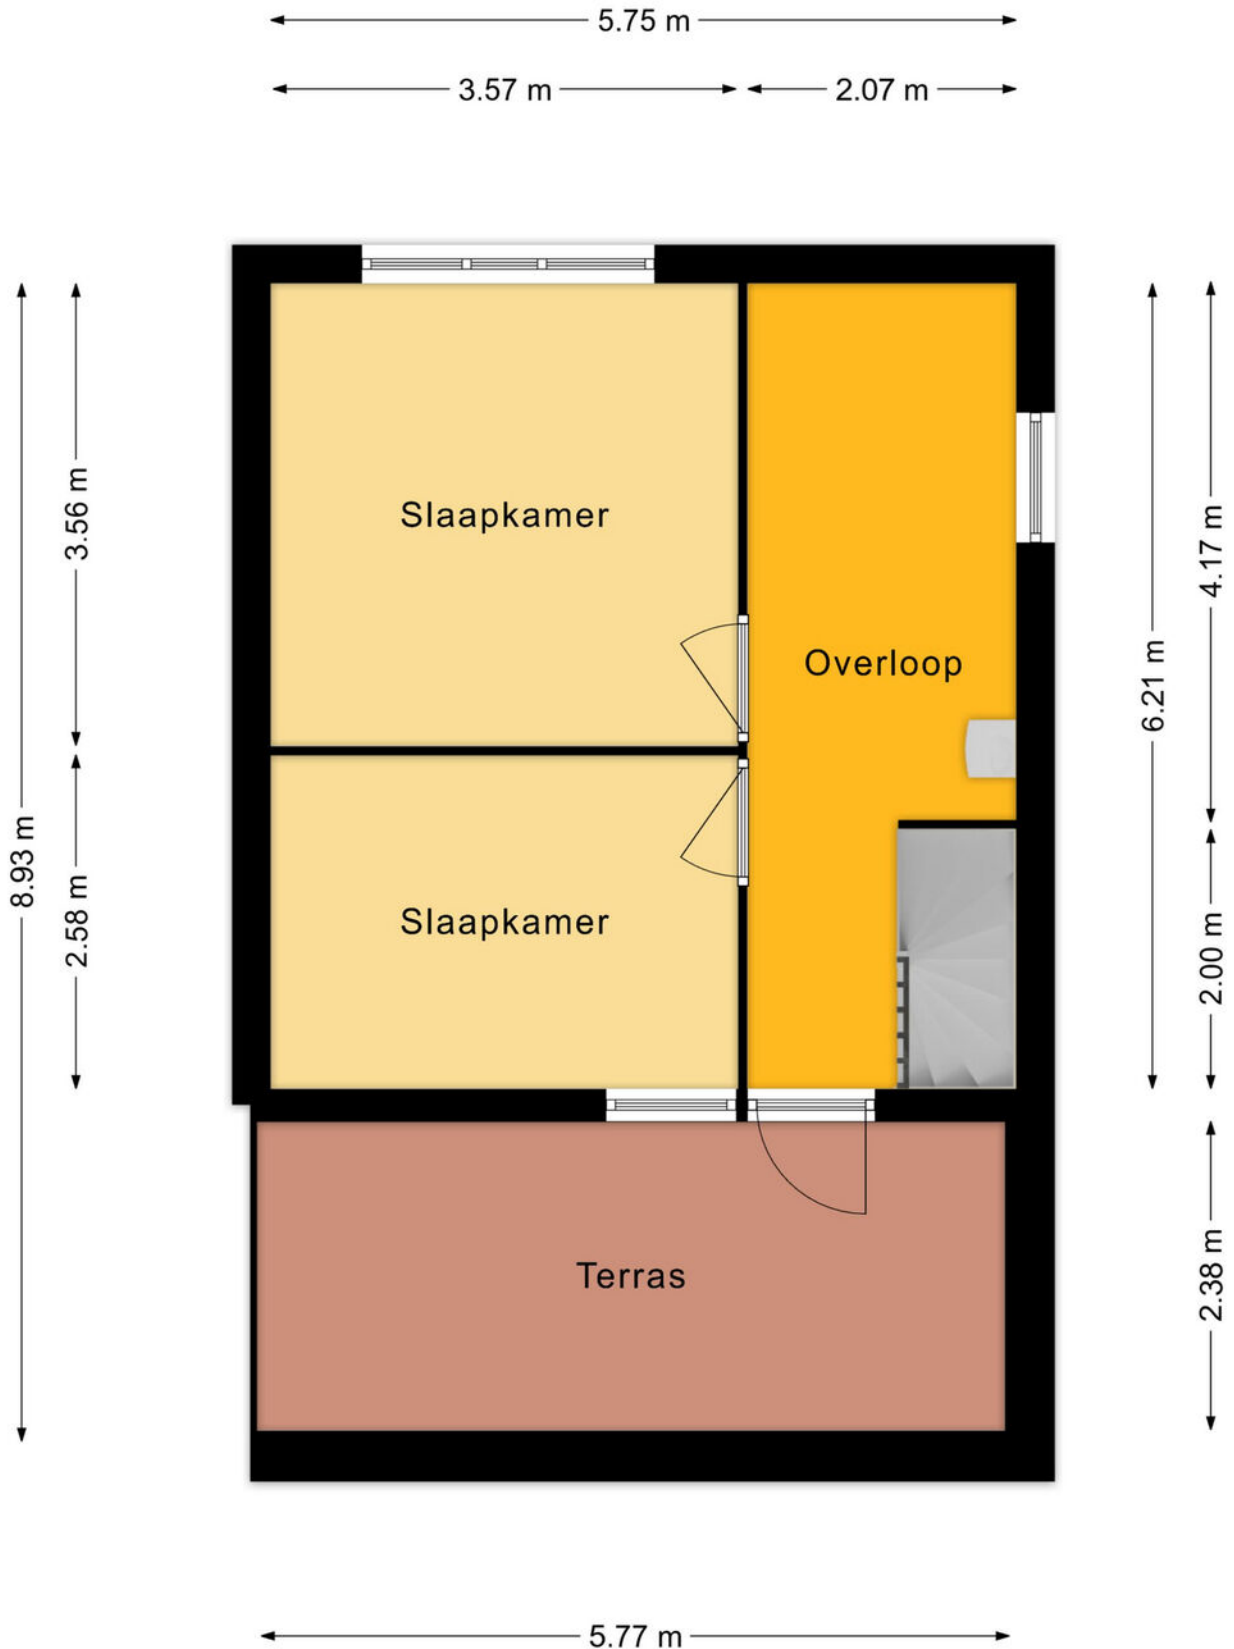 5.75 m
3.57 m
2.07 m
3.56 m
Slaapkamer
4.17 m
Overloop
6.21 m
8.93 m
2.58 m
Slaapkamer
2.00 m
Terras
2.38 m
5.77 m